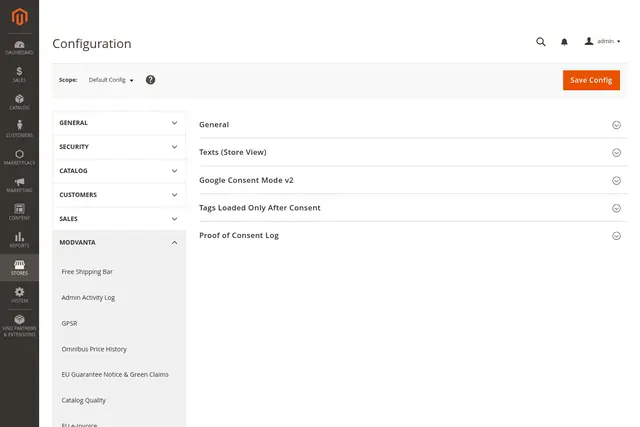 Configuration
admin
Scope:
Default Config
?
Save Config
DASHBOARD
SALES
CATALOG
CUSTOMERS
MARKETPLACE
MARKETING
CONTENT
REPORTS
STORES
SYSTEM
FIND PARTNERS
& EXTENSIONS
GENERAL
SECURITY
CATALOG
CUSTOMERS
SALES
MODVANTA
Free Shipping Bar
Admin Activity Log
GPSR
Omnibus Price History
EU Guarantee Notice & Green Claims
Catalog Quality
EU e-Invoice
General
Texts (Store View)
Google Consent Mode v2
Tags Loaded Only After Consent
Proof of Consent Log